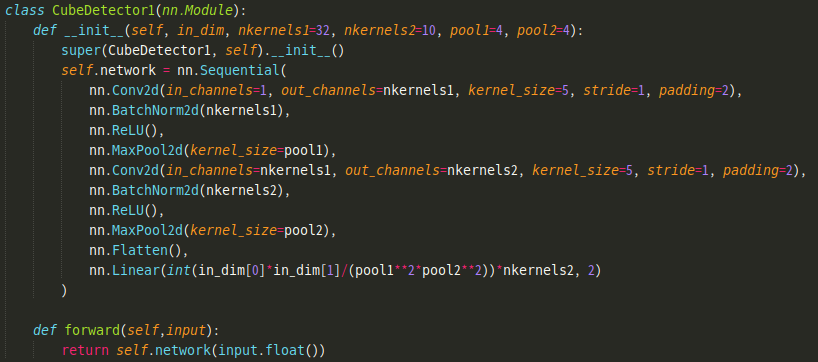 class CubeDetector1(nn.Module):
    def __init__(self, in_dim, nkernels1=32, nkernels2=10, pool1=4, pool2=4):
        super(CubeDetector1, self).__init__()
        self.network = nn.Sequential(
            nn.Conv2d(in_channels=1, out_channels=nkernels1, kernel_size=5, stride=1, padding=2),
            nn.BatchNorm2d(nkernels1),
            nn.ReLU(),
            nn.MaxPool2d(kernel_size=pool1),
            nn.Conv2d(in_channels=nkernels1, out_channels=nkernels2, kernel_size=5, stride=1, padding=2),
            nn.BatchNorm2d(nkernels2),
            nn.ReLU(),
            nn.MaxPool2d(kernel_size=pool2),
            nn.Flatten(),
            nn.Linear(int(in_dim[0]*in_dim[1]/(pool1**2*pool2**2))*nkernels2, 2)
        )

    def forward(self,input):
        return self.network(input.float())